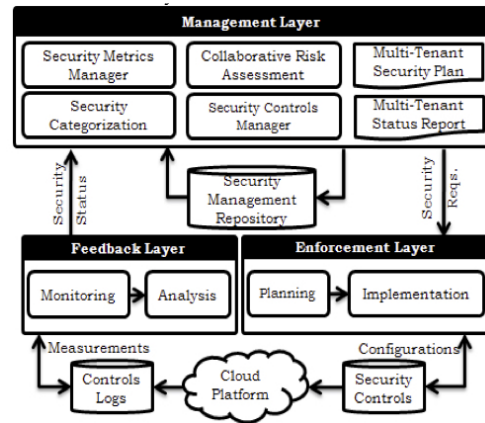 Management Layer
Security Metrics
Manager
Collaborative Risk
Assessment
Multi-Tenant
Security Plan
Security
Categorization
Security Controls
Manager
Multi-Tenant
Status Report
Security
Status
Security
Management
Repository
Security
Reqs.
Feedback Layer
Enforcement Layer
Monitoring
Analysis
Planning
Implementation
Measurements
Configurations
Controls
Logs
Cloud
Platform
Security
Controls